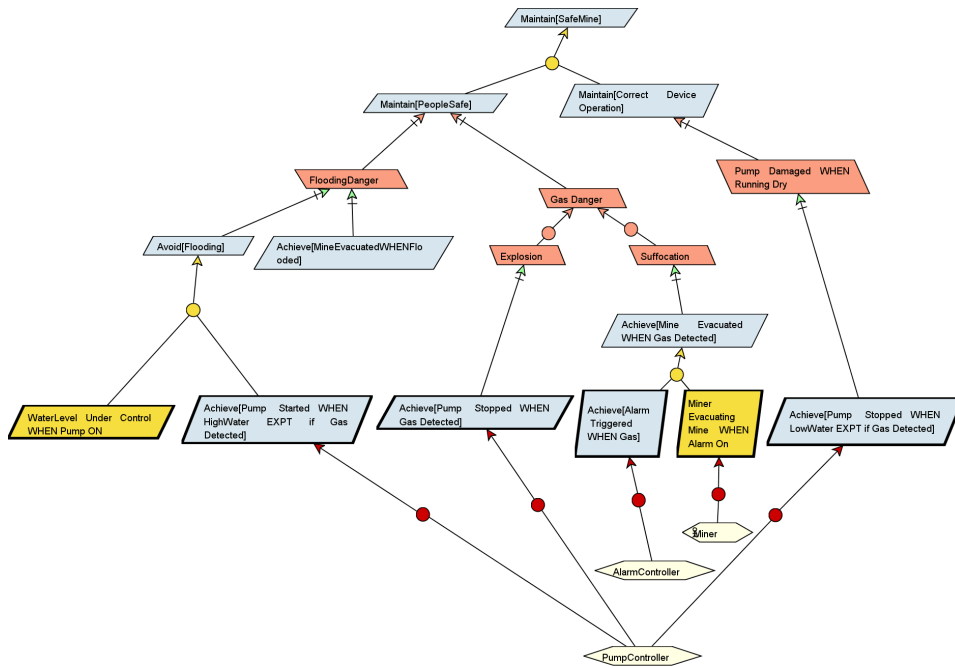 Maintain[SafeMine]
Maintain[PeopleSafe]
Maintain[Correct Device
Operation]
FloodingDanger
Gas Danger
Pump Damaged WHEN
Running Dry
Avoid[Flooding]
Achieve[MineEvacuatedWHENFlo
oded]
Explosion
Suffocation
Achieve[Mine Evacuated
WHEN Gas Detected]
WaterLevel Under Control
WHEN Pump ON
Achieve[Pump Started WHEN
HighWater EXPT if Gas
Detected]
Achieve[Pump Stopped WHEN
Gas Detected]
Achieve[Alarm
Triggered
WHEN Gas]
Miner
Evacuating
Mine WHEN
Alarm On
Achieve[Pump Stopped WHEN
LowWater EXPT if Gas Detected]
Miner
AlarmController
PumpController